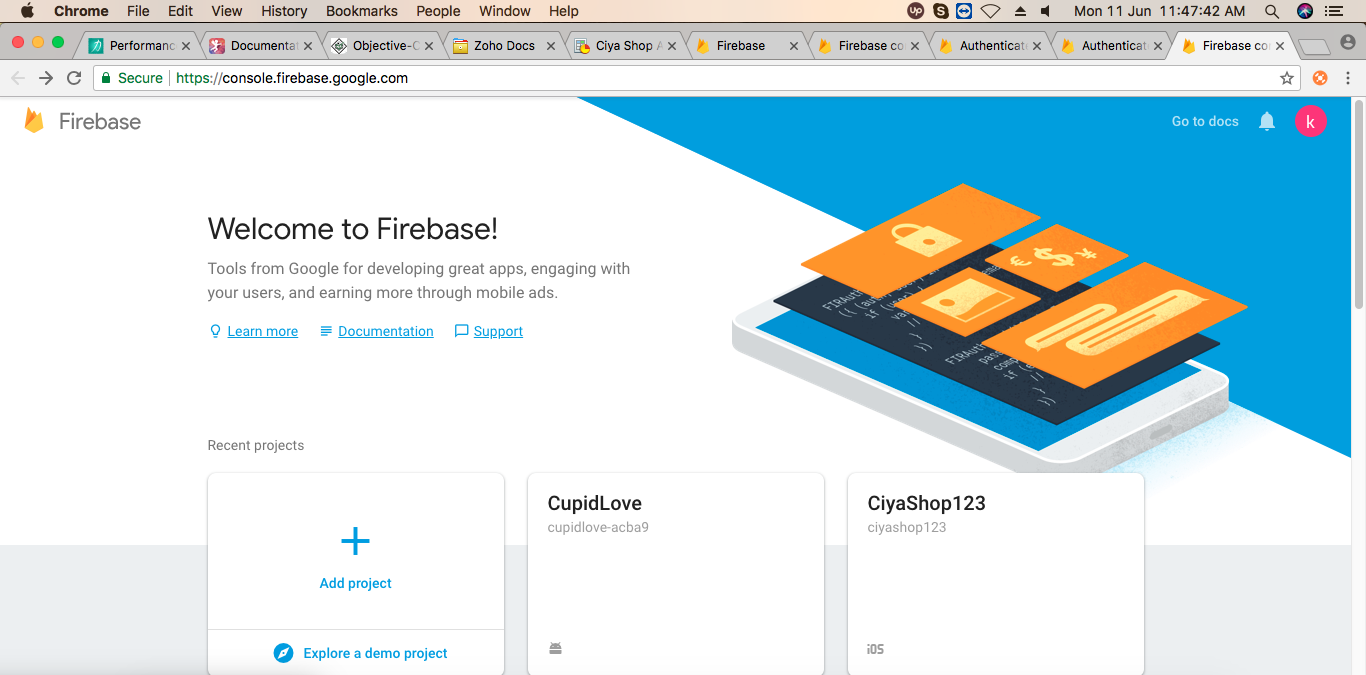 Chrome File Edit View History Bookmarks People Window Help
Up S Mon 11 Jun 11:47:42 AM
Performanc Documentat Objective-C Zoho Docs Ciya Shop A Firebase Firebase co Authenticat Authenticat Firebase co
Secure https://console.firebase.google.com
Firebase Go to docs k
Welcome to Firebase!
Tools from Google for developing great apps, engaging with
your users, and earning more through mobile ads.
Learn more Documentation Support
Recent projects
Add project
Explore a demo project
CupidLove
cupidlove-acba9
CiyaShop123
ciyashop123
iOS